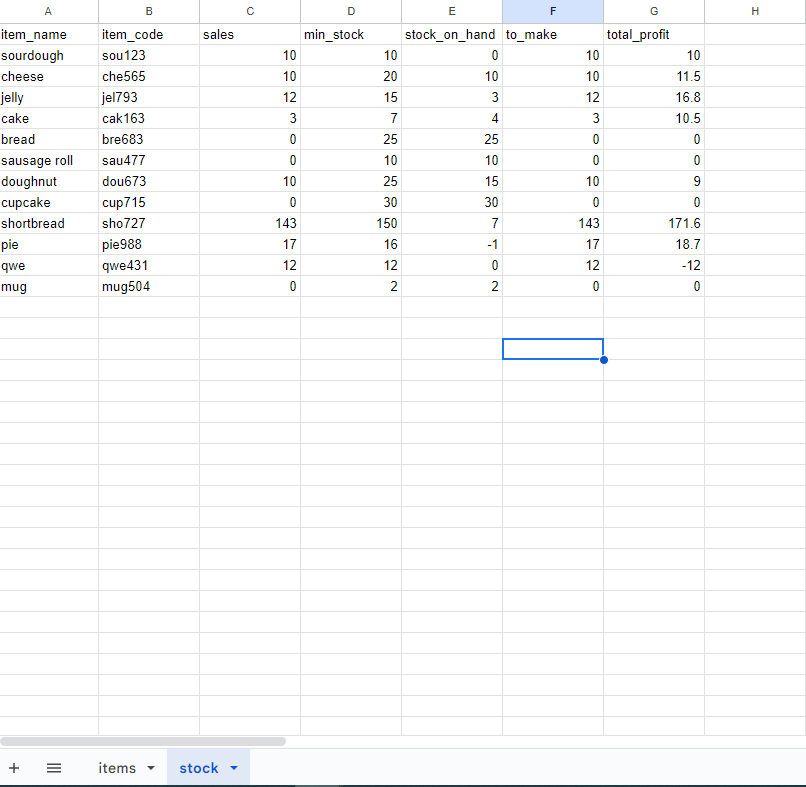 A B C D E F G H
item_name item_code sales min_stock stock_on_hand to_make total_profit
sourdough sou123 10 10 0 10 10
cheese che565 10 20 10 10 11.5
jelly jel793 12 15 3 12 16.8
cake cak163 3 7 4 3 10.5
bread bre683 0 25 25 0 0
sausage roll sau477 0 10 10 0 0
doughnut dou673 10 25 15 10 9
cupcake cup715 0 30 30 0 0
shortbread sho727 143 150 7 143 171.6
pie pie988 17 16 -1 17 18.7
qwe qwe431 12 12 0 12 -12
mug mug504 0 2 2 0 0
items stock